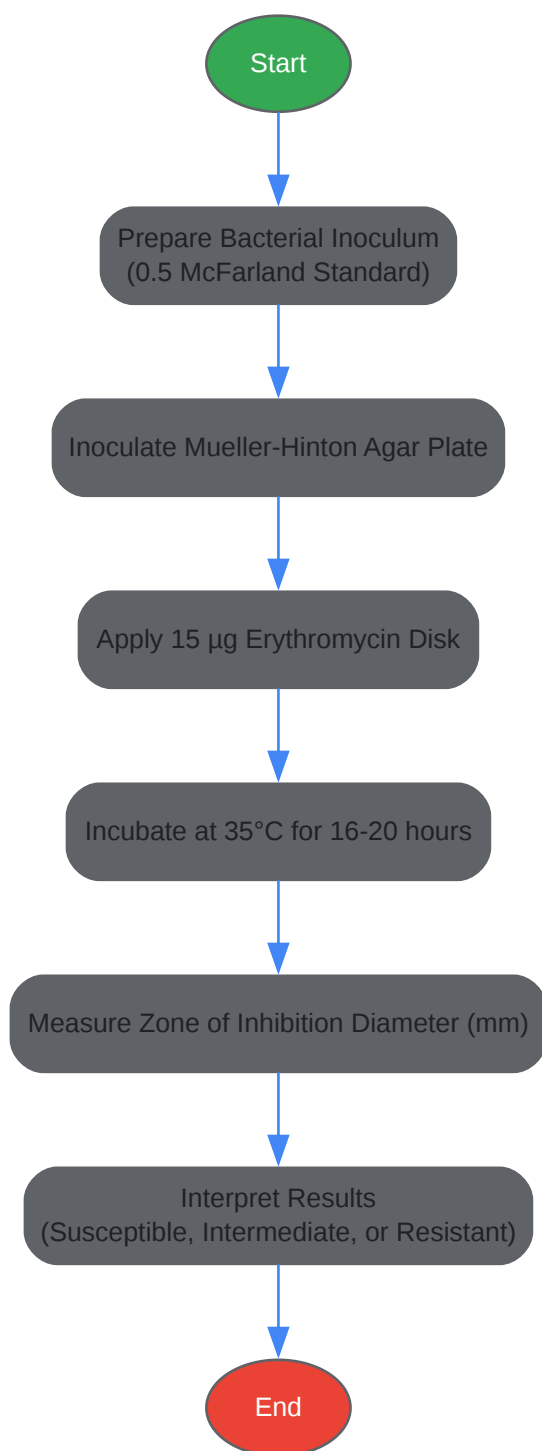 Start
Prepare Bacterial Inoculum
(0.5 McFarland Standard)
Inoculate Mueller-Hinton Agar Plate
Apply 15 µg Erythromycin Disk
Incubate at 35°C for 16-20 hours
Measure Zone of Inhibition Diameter (mm)
Interpret Results
(Susceptible, Intermediate, or Resistant)
End